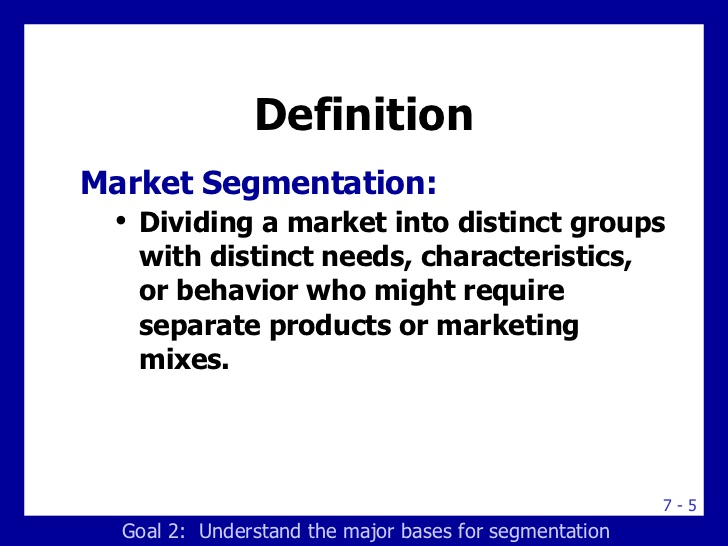 Definition
Market Segmentation:
• Dividing a market into distinct groups
with distinct needs, characteristics,
or behavior who might require
separate products or marketing
mixes.
7 - 5
Goal 2:  Understand the major bases for segmentation